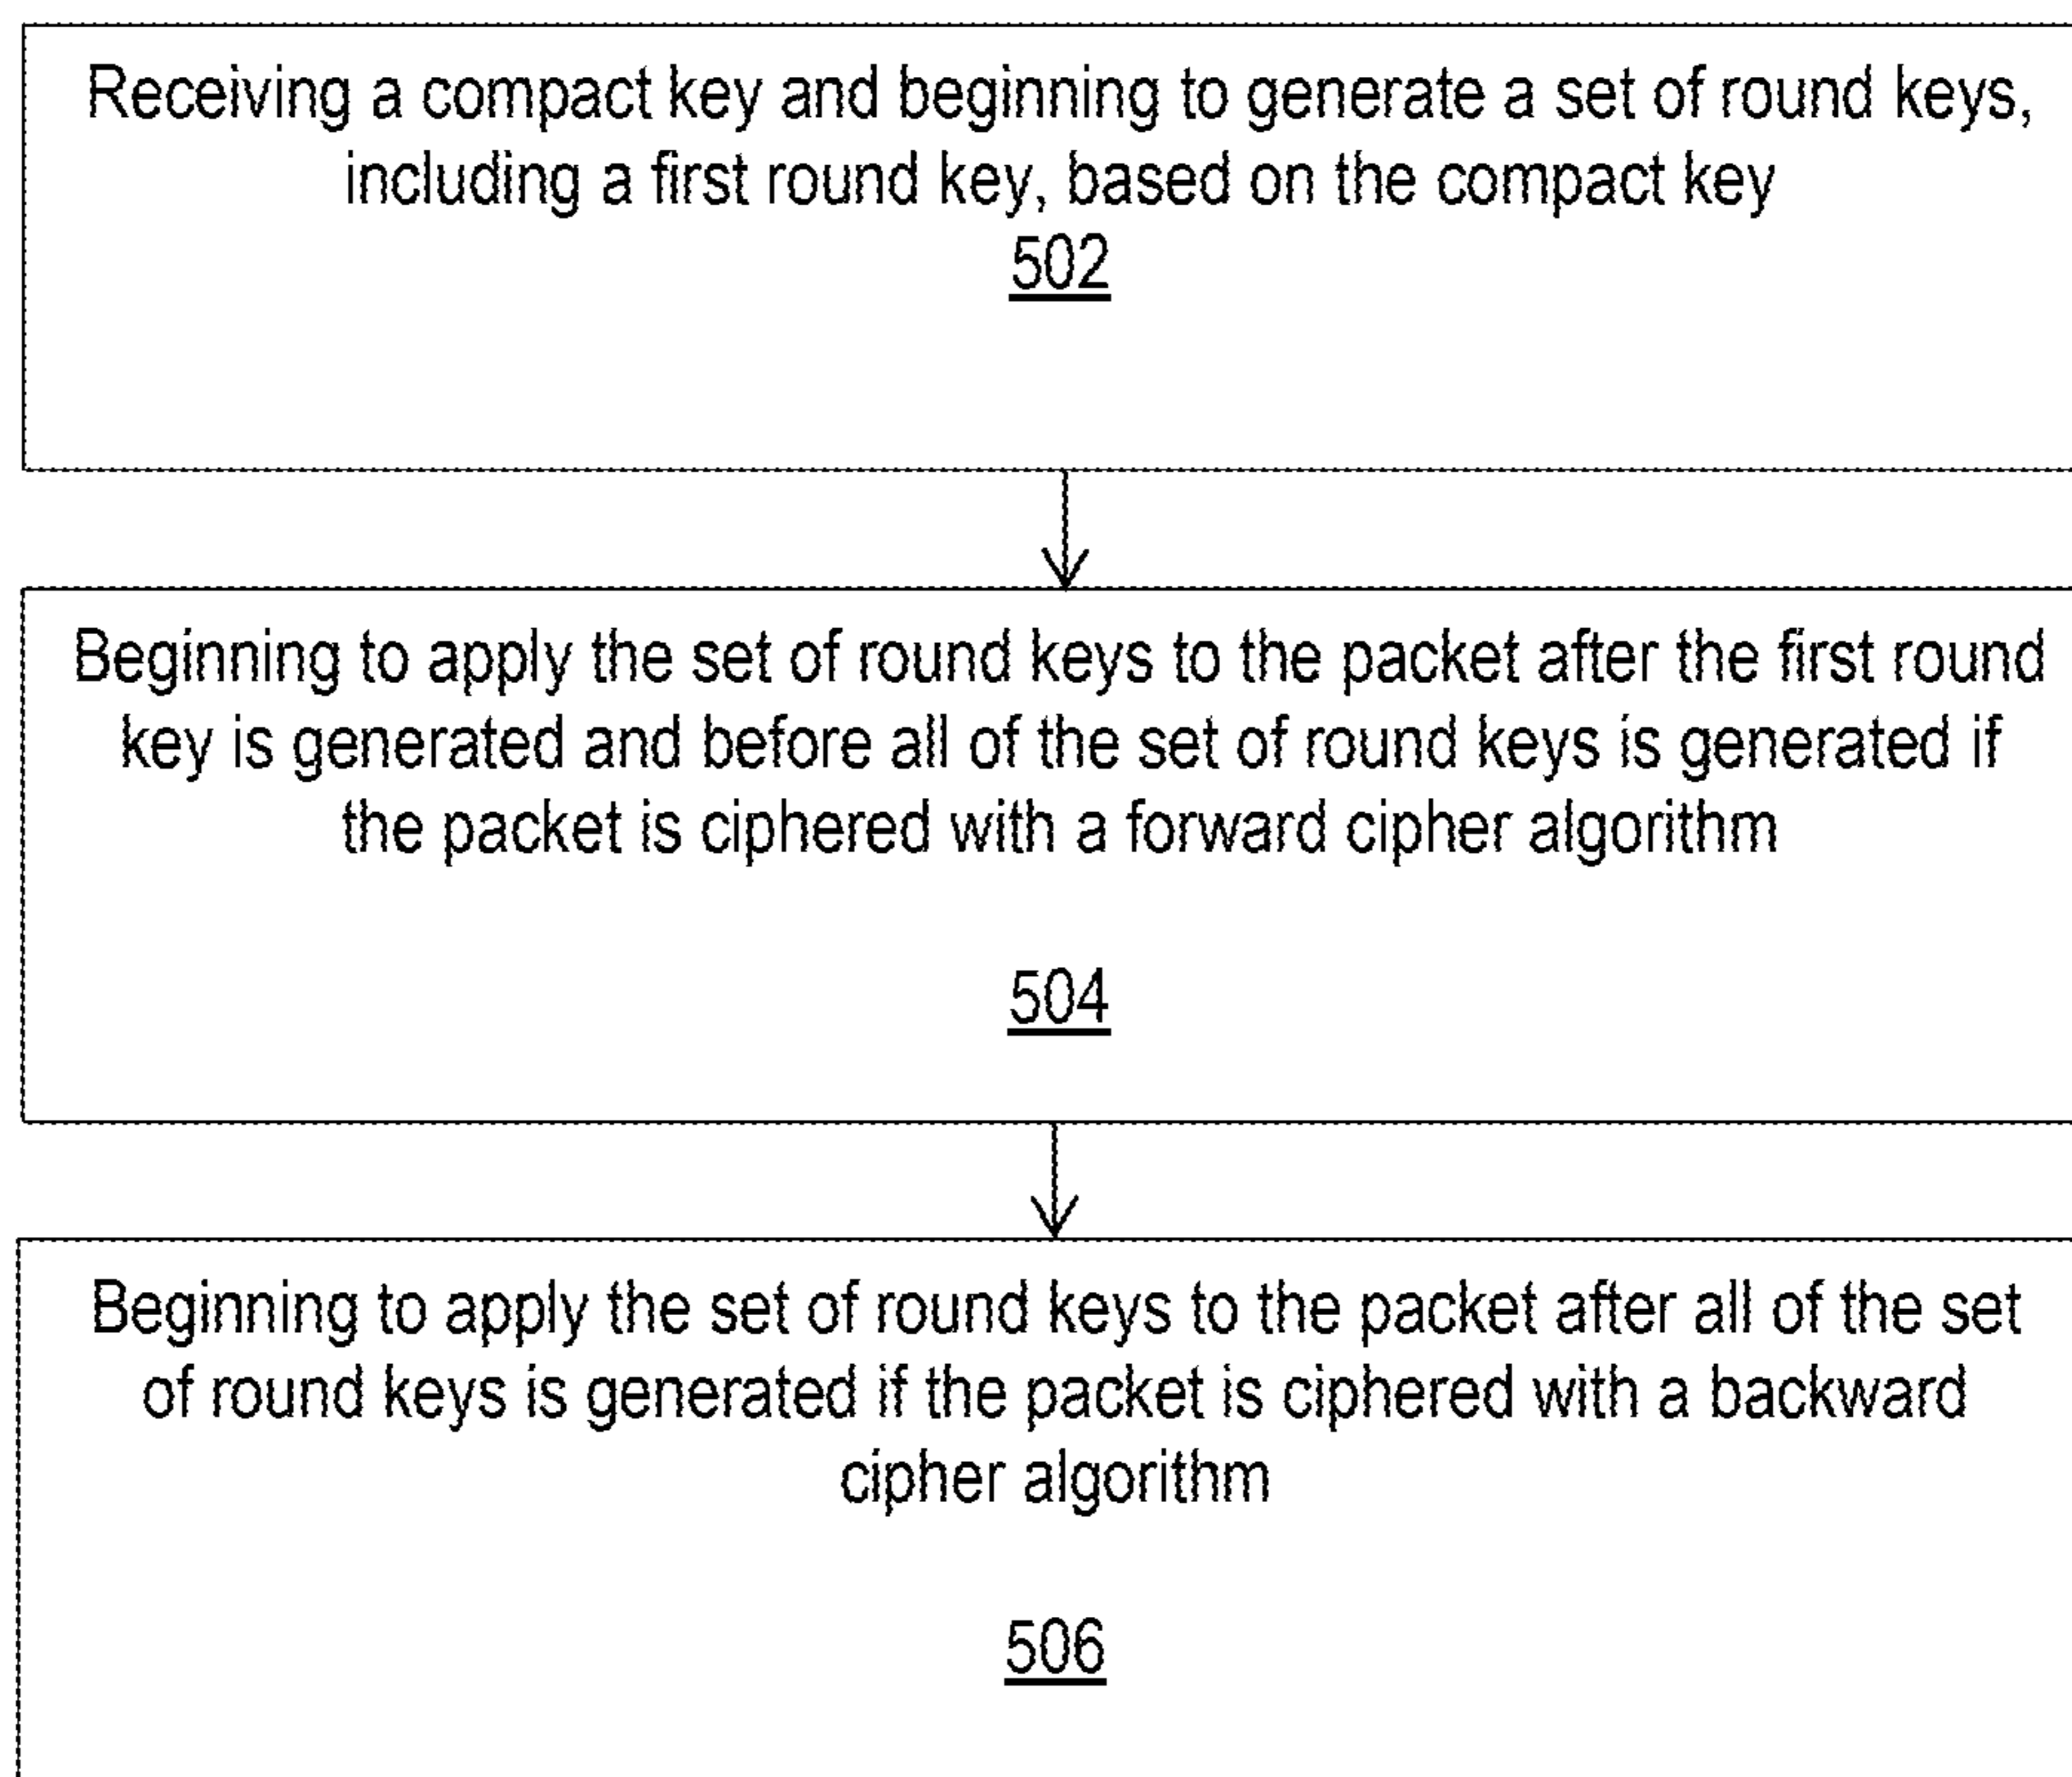 Receiving a compact key and beginning to generate a set of round keys,
including a first round key, based on the compact key
502
Beginning to apply the set of round keys to the packet after the first round
key is generated and before all of the set of round keys is generated if
the packet is ciphered with a forward cipher algorithm
504
Beginning to apply the set of round keys to the packet after all of the set
of round keys is generated if the packet is ciphered with a backward
cipher algorithm
506